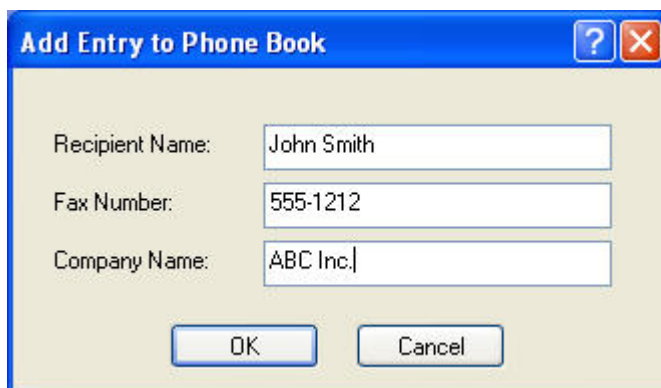 Add Entry to Phone Book
Recipient Name: John Smith
Fax Number: 555-1212
Company Name: ABC Inc.
OK Cancel